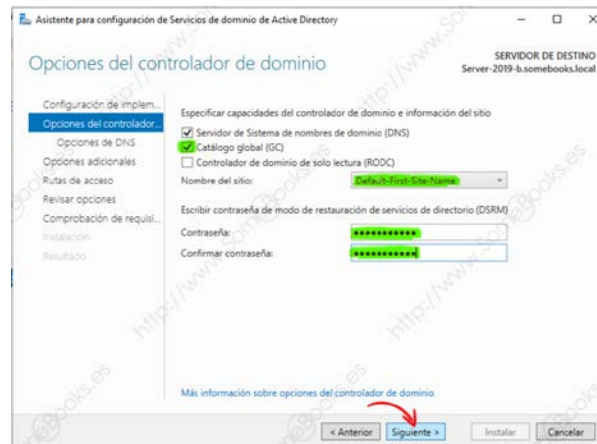 Asistente para configuración de Servicios de dominio de Active Directory
Opciones del controlador de dominio
SERVIDOR DE DESTINO
Server-2019-b.somebooks.local
Configuración de implem...
Opciones del controlador...
Opciones de DNS
Opciones adicionales
Rutas de acceso
Revisar opciones
Comprobación de requisi...
Instalación
Resultado
Especificar capacidades del controlador de dominio e información del sitio
Servidor de Sistema de nombres de dominio (DNS)
Catálogo global (GC)
Controlador de dominio de solo lectura (RODC)
Nombre del sitio: Default-First-Site-Name
Escribir contraseña de modo de restauración de servicios de directorio (DSRM)
Contraseña: ●●●●●●●●●●●
Confirmar contraseña: ●●●●●●●●●●●
Más información sobre opciones del controlador de dominio
< Anterior Siguiente > Instalar Cancelar
http://www.SomeBooks.es